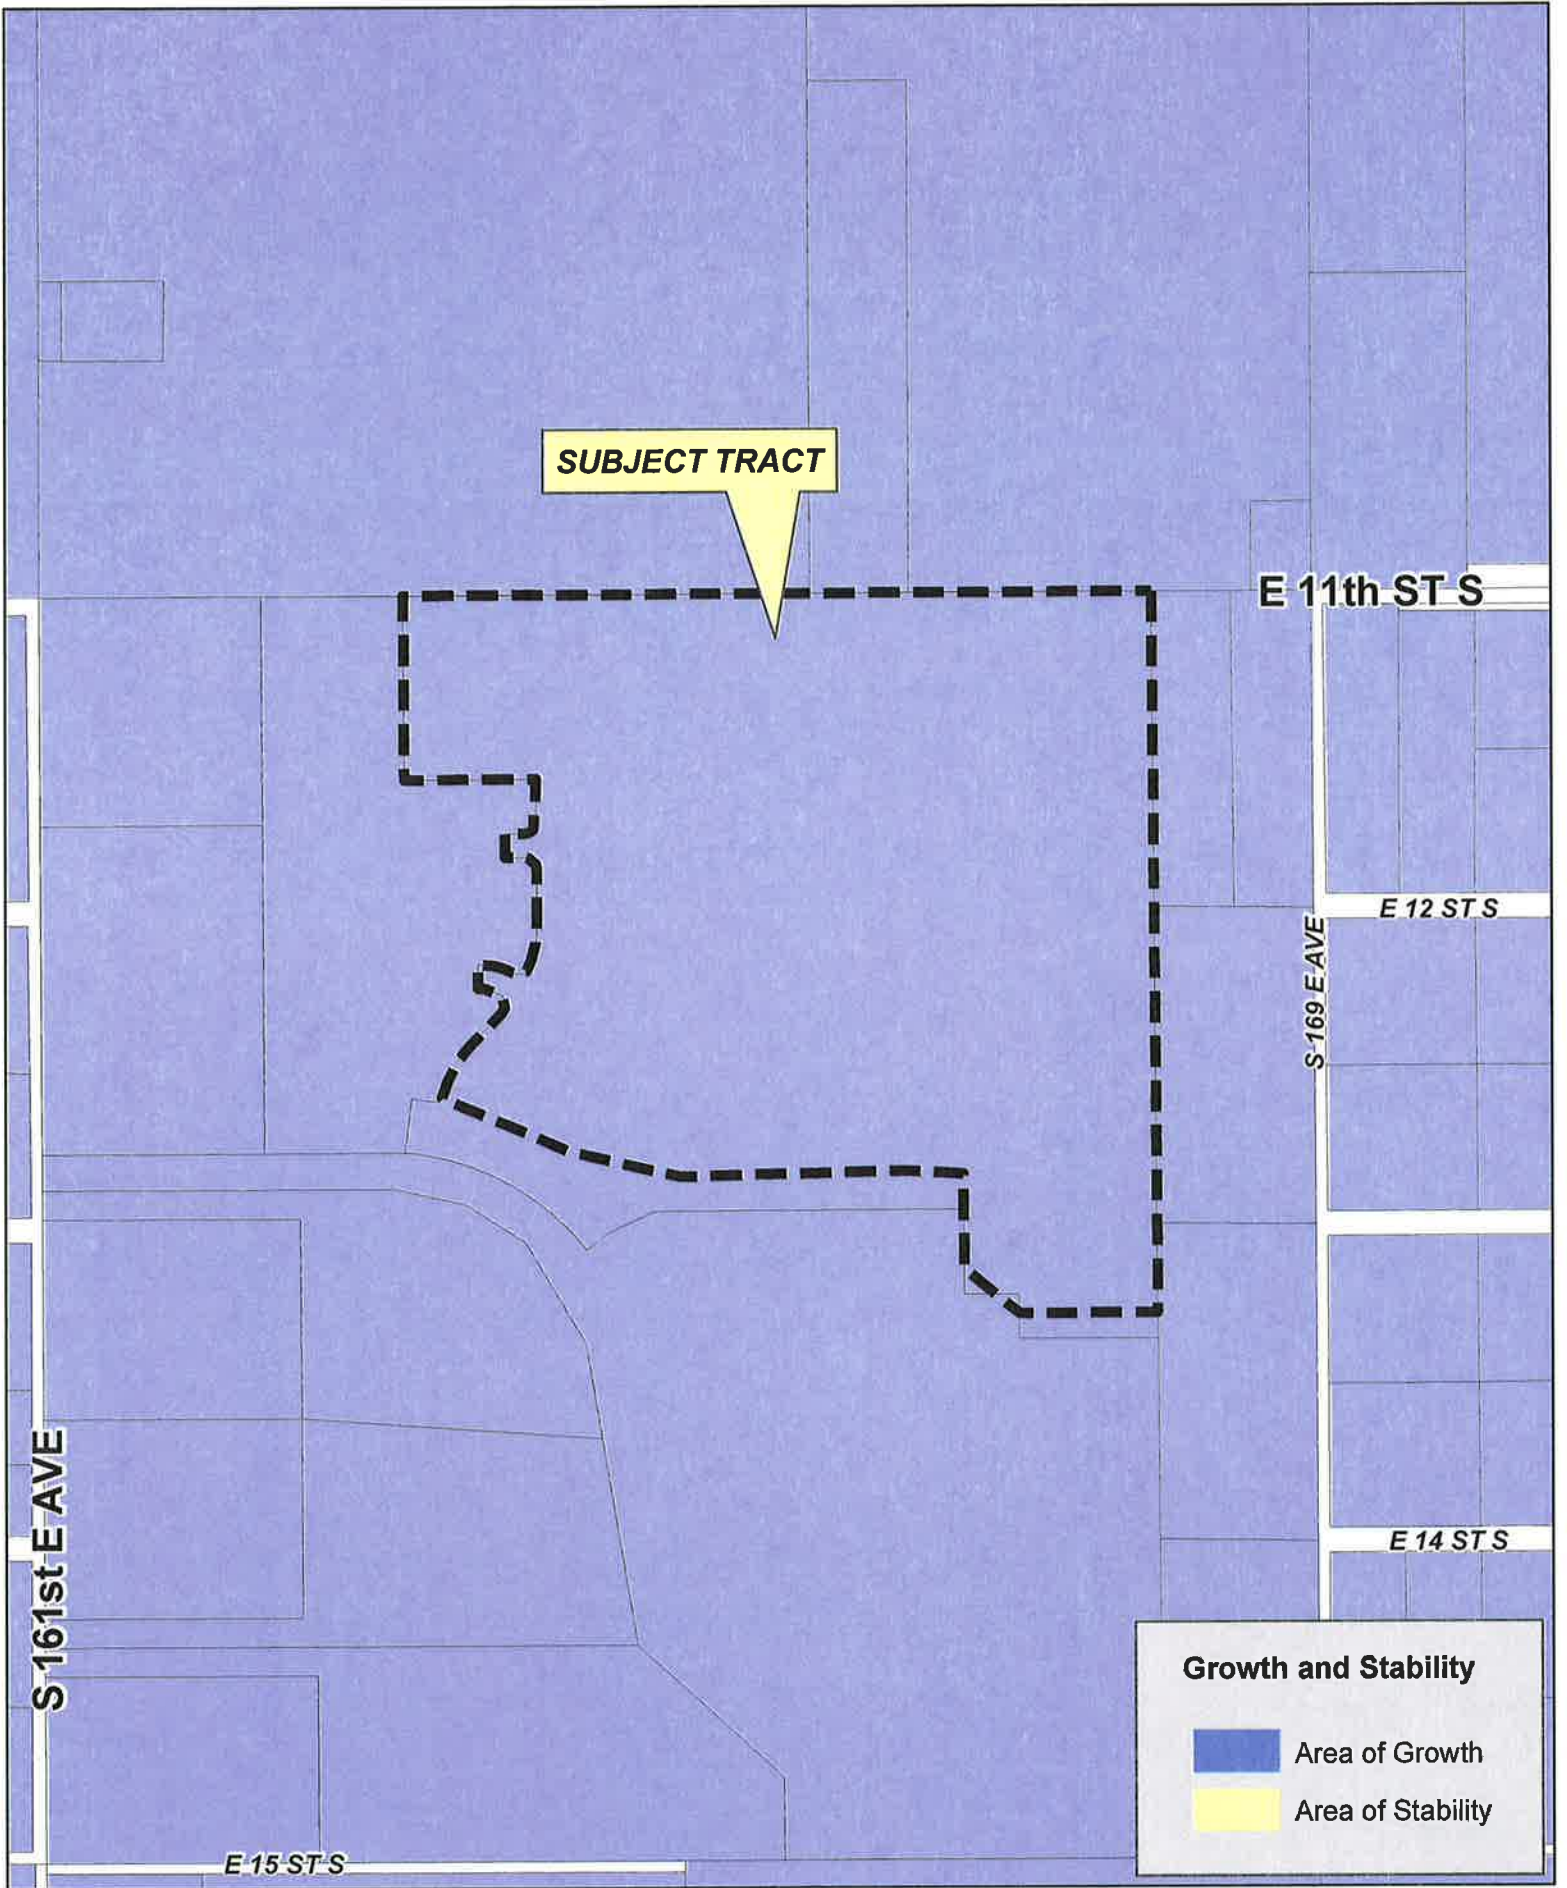 SUBJECT TRACT
E 11th ST S
E 12 ST S
S 169 E AVE
S 161st E AVE
E 14 ST S
Growth and Stability
Area of Growth
Area of Stability
E 15 ST S